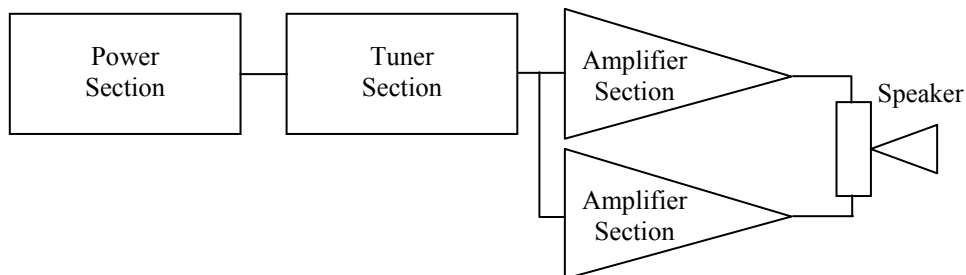 Power
Section
Tuner
Section
Amplifier
Section
Speaker
Amplifier
Section